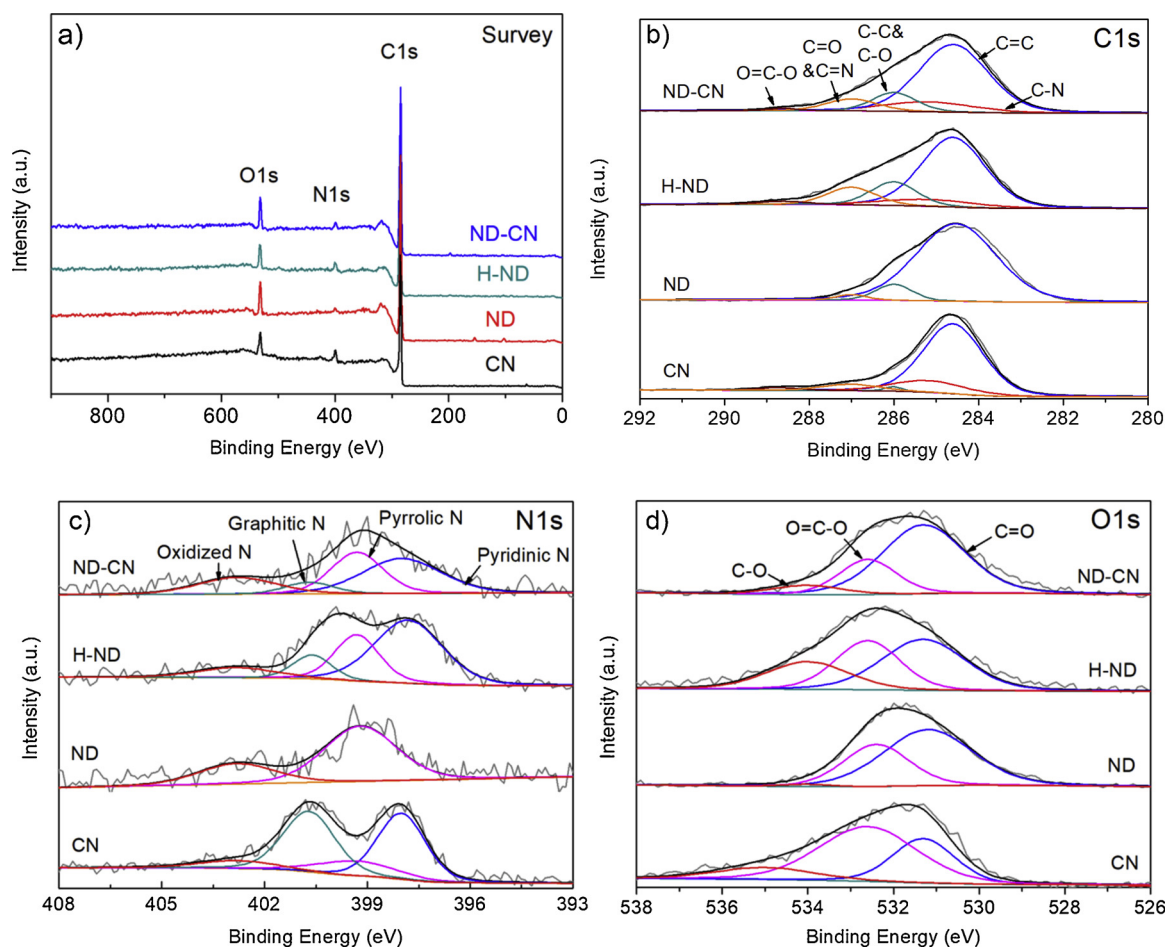 a)
Survey
C1s
O1s
N1s
ND-CN
H-ND
ND
CN
Intensity (a.u.)
800 600 400 200 0
Binding Energy (eV)
b)
C1s
C-C&
C=O C-O
O=C-O &C=N
C=C
C-N
ND-CN
H-ND
ND
CN
Intensity (a.u.)
292 290 288 286 284 282 280
Binding Energy (eV)
c)
N1s
Graphitic N
Pyrrolic N
Oxidized N
Pyridinic N
ND-CN
H-ND
ND
CN
Intensity (a.u.)
408 405 402 399 396 393
Binding Energy (eV)
d)
O1s
O=C-O
C=O
C-O
ND-CN
H-ND
ND
CN
Intensity (a.u.)
538 536 534 532 530 528 526
Binding Energy (eV)